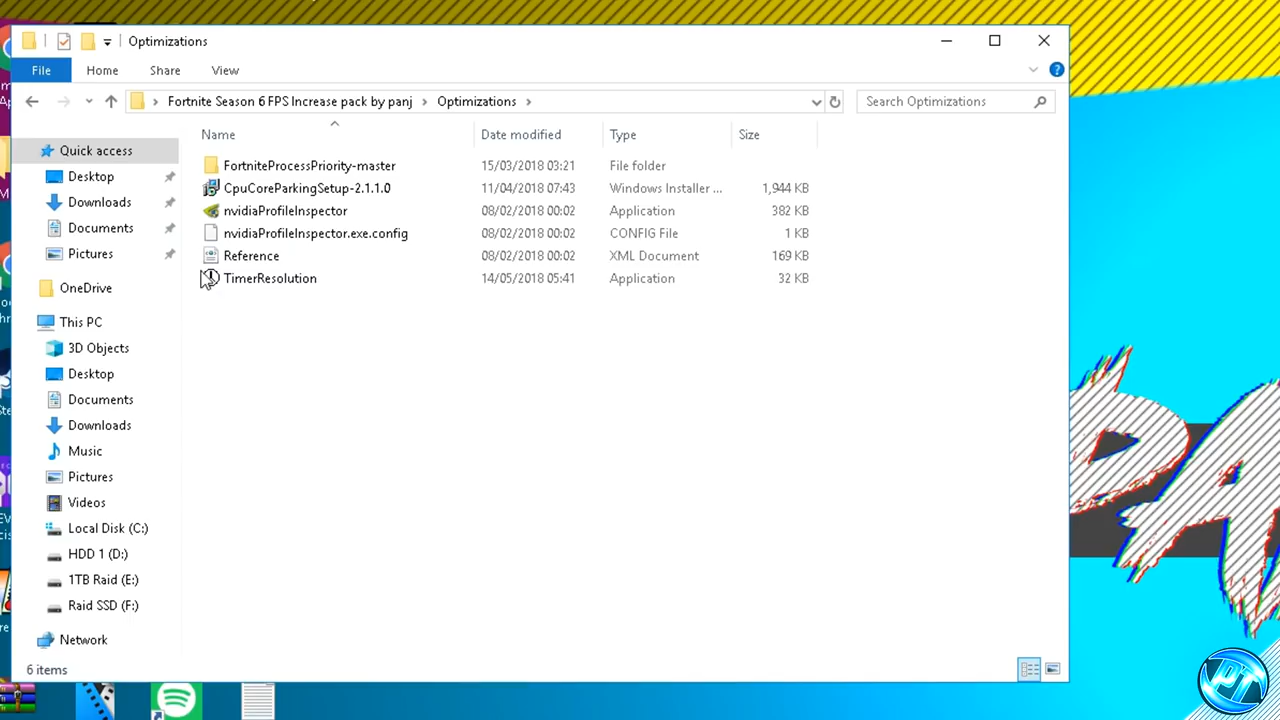 Optimizations
File Home Share View
Fortnite Season 6 FPS Increase pack by panj Optimizations Search Optimizations
Name Date modified Type Size
Quick access
Desktop
Downloads
Documents
Pictures
OneDrive
This PC
3D Objects
Desktop
Documents
Downloads
Music
Pictures
Videos
Local Disk (C:)
HDD 1 (D:)
1TB Raid (E:)
Raid SSD (F:)
Network
FortniteProcessPriority-master 15/03/2018 03:21 File folder
CpuCoreParkingSetup-2.1.1.0 11/04/2018 07:43 Windows Installer ... 1,944 KB
nvidiaProfileInspector 08/02/2018 00:02 Application 382 KB
nvidiaProfileInspector.exe.config 08/02/2018 00:02 CONFIG File 1 KB
Reference 08/02/2018 00:02 XML Document 169 KB
TimerResolution 14/05/2018 05:41 Application 32 KB
6 items
PA
PT